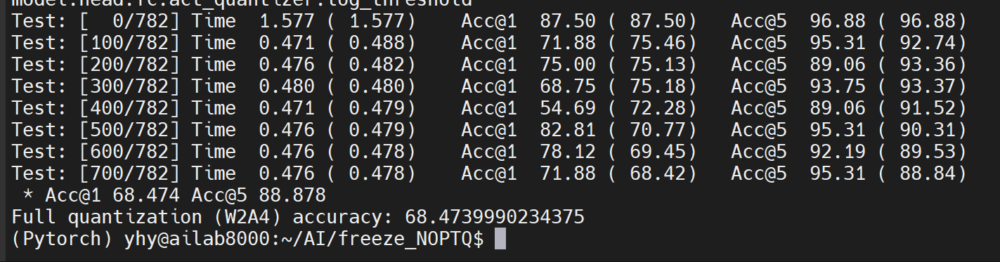 model.head.fc.act_quantizer.log_threshold
Test: [  0/782] Time  1.577 ( 1.577)    Acc@1  87.50 ( 87.50)   Acc@5  96.88 ( 96.88)
Test: [100/782] Time  0.471 ( 0.488)    Acc@1  71.88 ( 75.46)   Acc@5  95.31 ( 92.74)
Test: [200/782] Time  0.476 ( 0.482)    Acc@1  75.00 ( 75.13)   Acc@5  89.06 ( 93.36)
Test: [300/782] Time  0.480 ( 0.480)    Acc@1  68.75 ( 75.18)   Acc@5  93.75 ( 93.37)
Test: [400/782] Time  0.471 ( 0.479)    Acc@1  54.69 ( 72.28)   Acc@5  89.06 ( 91.52)
Test: [500/782] Time  0.476 ( 0.479)    Acc@1  82.81 ( 70.77)   Acc@5  95.31 ( 90.31)
Test: [600/782] Time  0.476 ( 0.478)    Acc@1  78.12 ( 69.45)   Acc@5  92.19 ( 89.53)
Test: [700/782] Time  0.476 ( 0.478)    Acc@1  71.88 ( 68.42)   Acc@5  95.31 ( 88.84)
 * Acc@1 68.474 Acc@5 88.878
Full quantization (W2A4) accuracy: 68.4739990234375
(Pytorch) yhy@ailab8000:~/AI/freeze_NOPTQ$